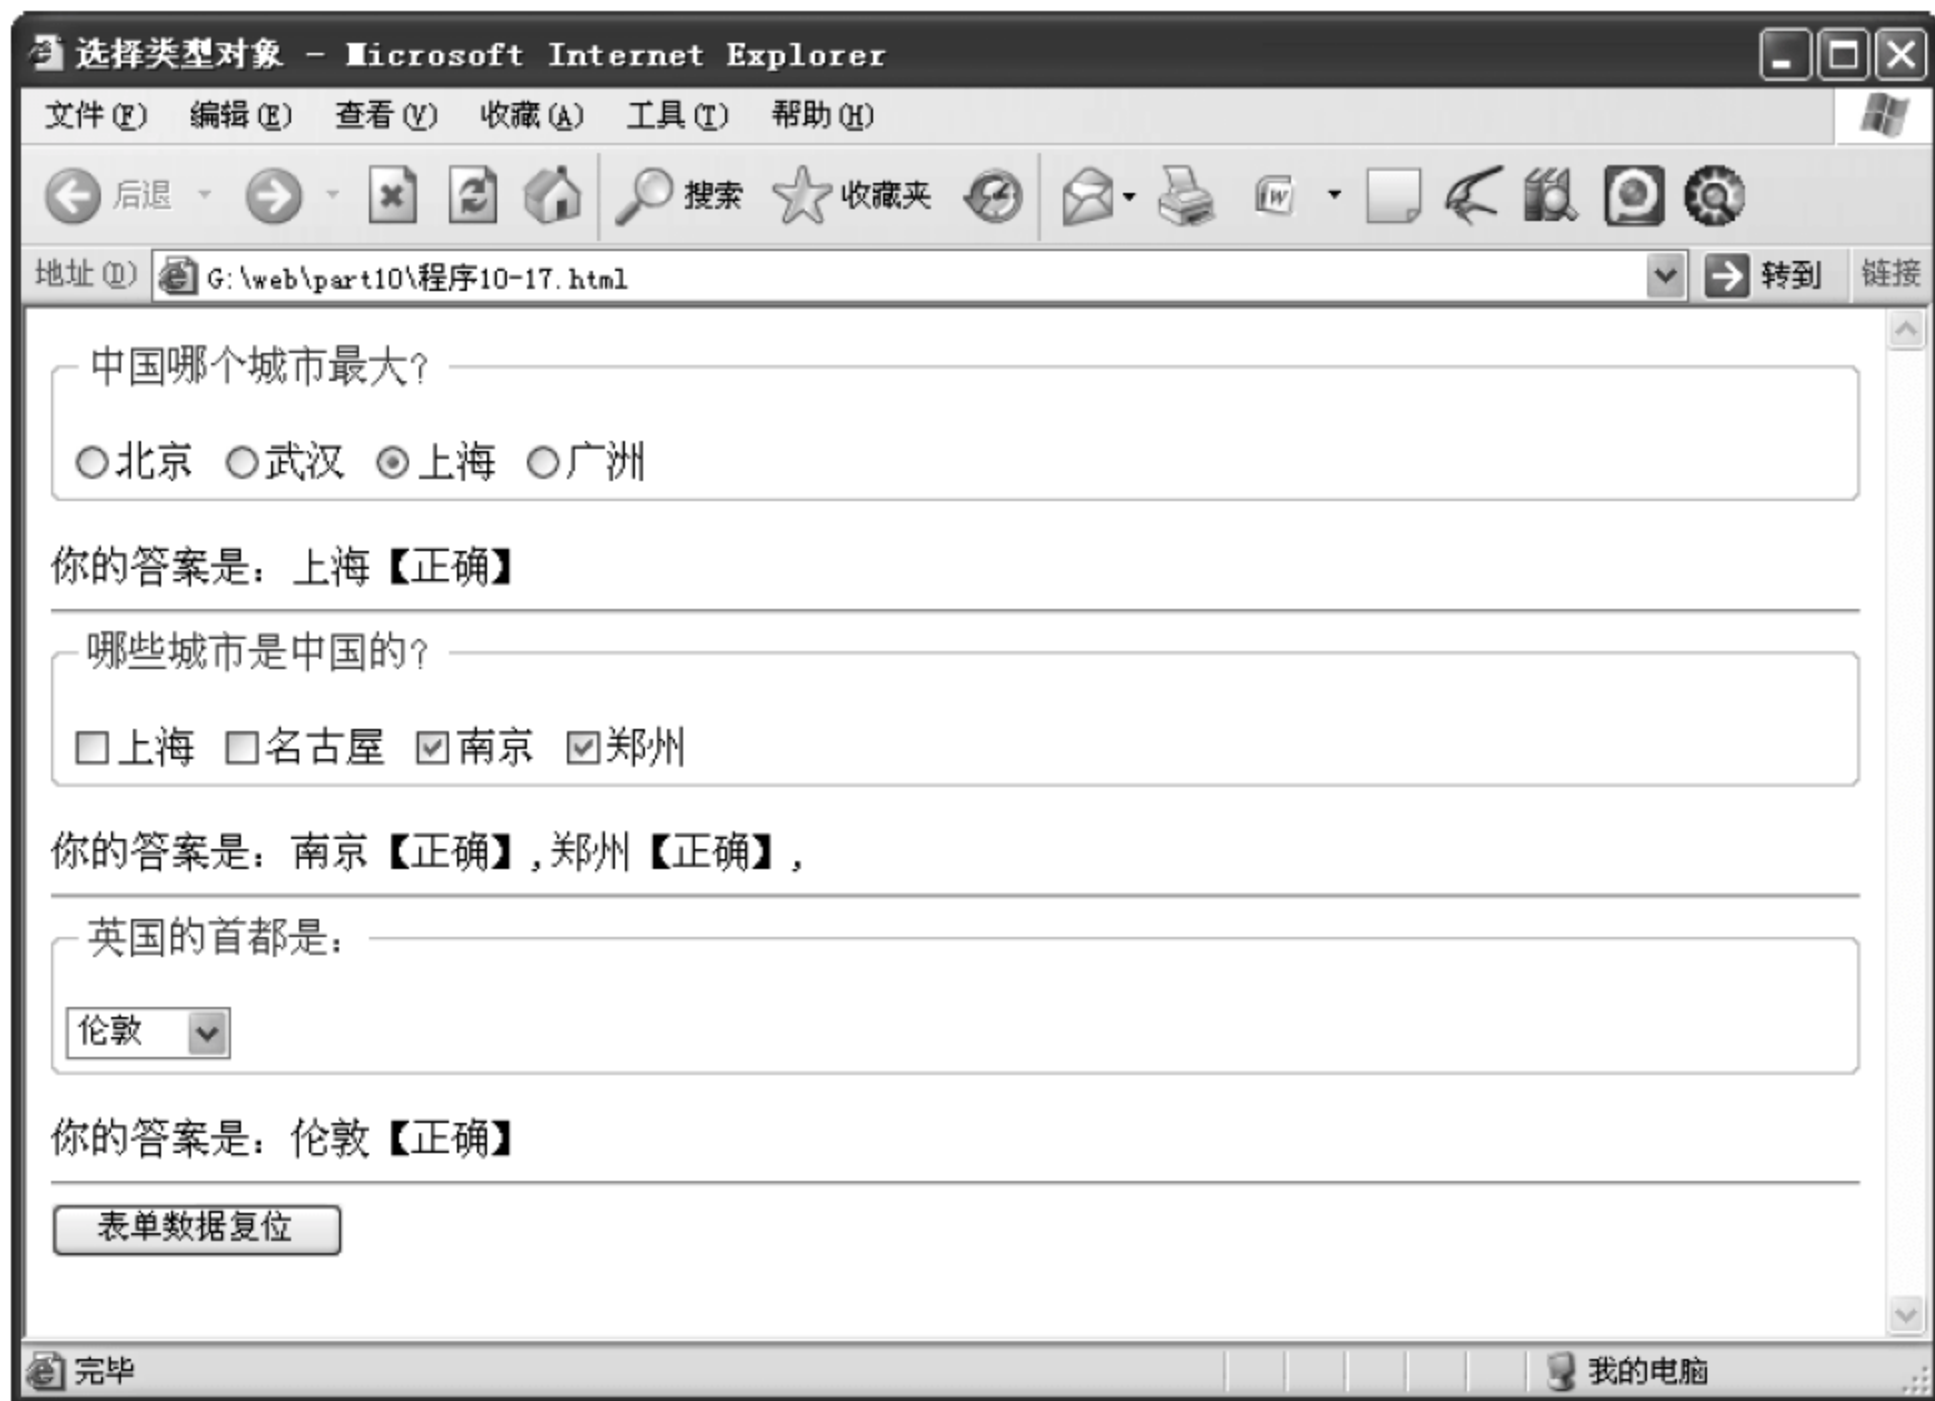 选择类型对象 - Microsoft Internet Explorer
文件(F) 编辑(E) 查看(V) 收藏(A) 工具(T) 帮助(H)
后退 搜索 收藏夹 W
地址(D) G:\web\part10\程序10-17.html 转到 链接
中国哪个城市最大?
北京 武汉 上海 广洲
你的答案是：上海【正确】
哪些城市是中国的?
上海 名古屋 南京 郑州
你的答案是：南京【正确】,郑州【正确】,
英国的首都是：
伦敦
你的答案是：伦敦【正确】
表单数据复位
完毕 我的电脑